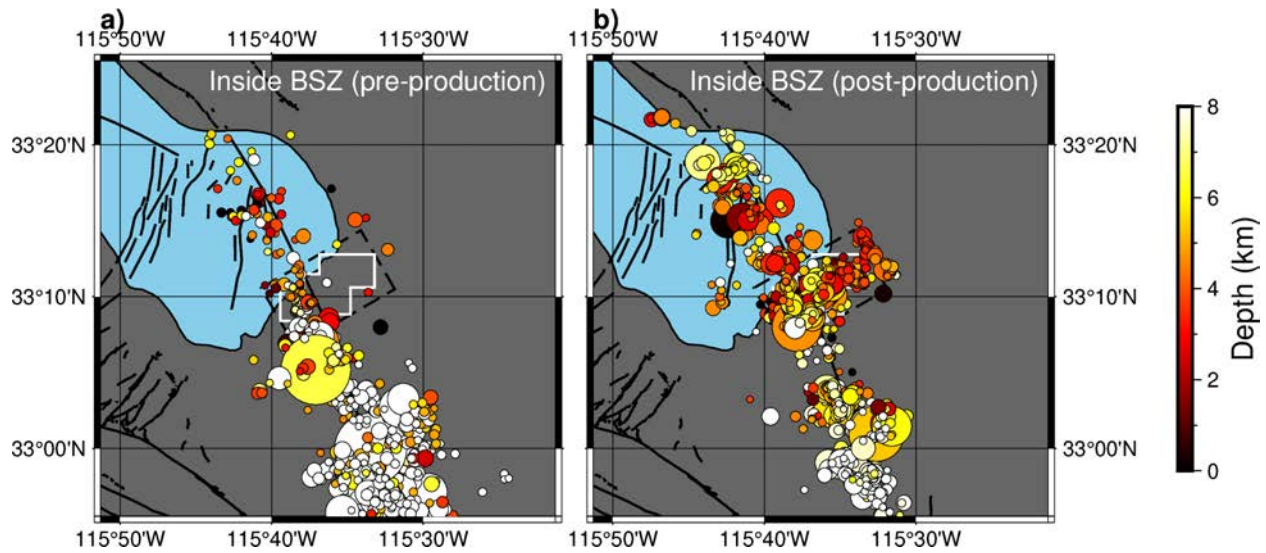 a)
115°50'W 115°40'W 115°30'W
Inside BSZ (pre-production)
33°20'N
33°10'N
33°00'N
115°50'W 115°40'W 115°30'W
b)
115°50'W 115°40'W 115°30'W
Inside BSZ (post-production)
33°20'N
33°10'N
33°00'N
115°50'W 115°40'W 115°30'W
8
6
4
2
0
Depth (km)